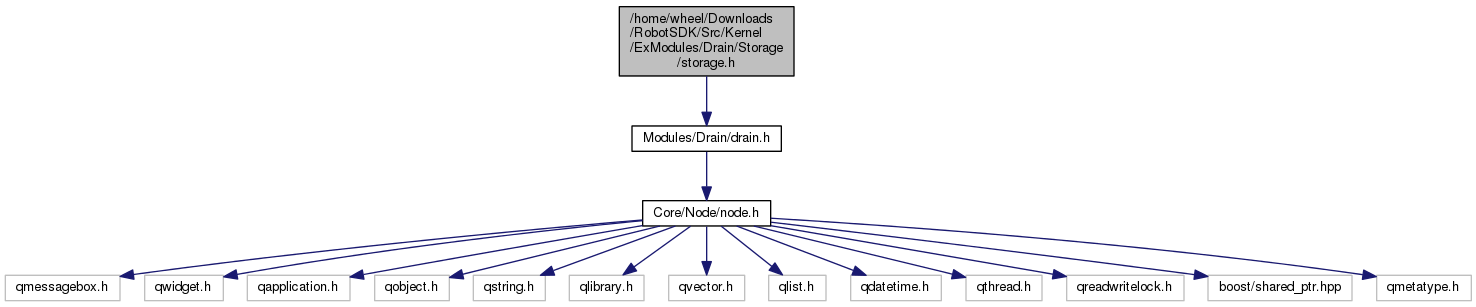 /home/wheel/Downloads
/RobotSDK/Src/Kernel
/ExModules/Drain/Storage
/storage.h
Modules/Drain/drain.h
Core/Node/node.h
qmessagebox.h
qwidget.h
qapplication.h
qobject.h
qstring.h
qlibrary.h
qvector.h
qlist.h
qdatetime.h
qthread.h
qreadwritelock.h
boost/shared_ptr.hpp
qmetatype.h